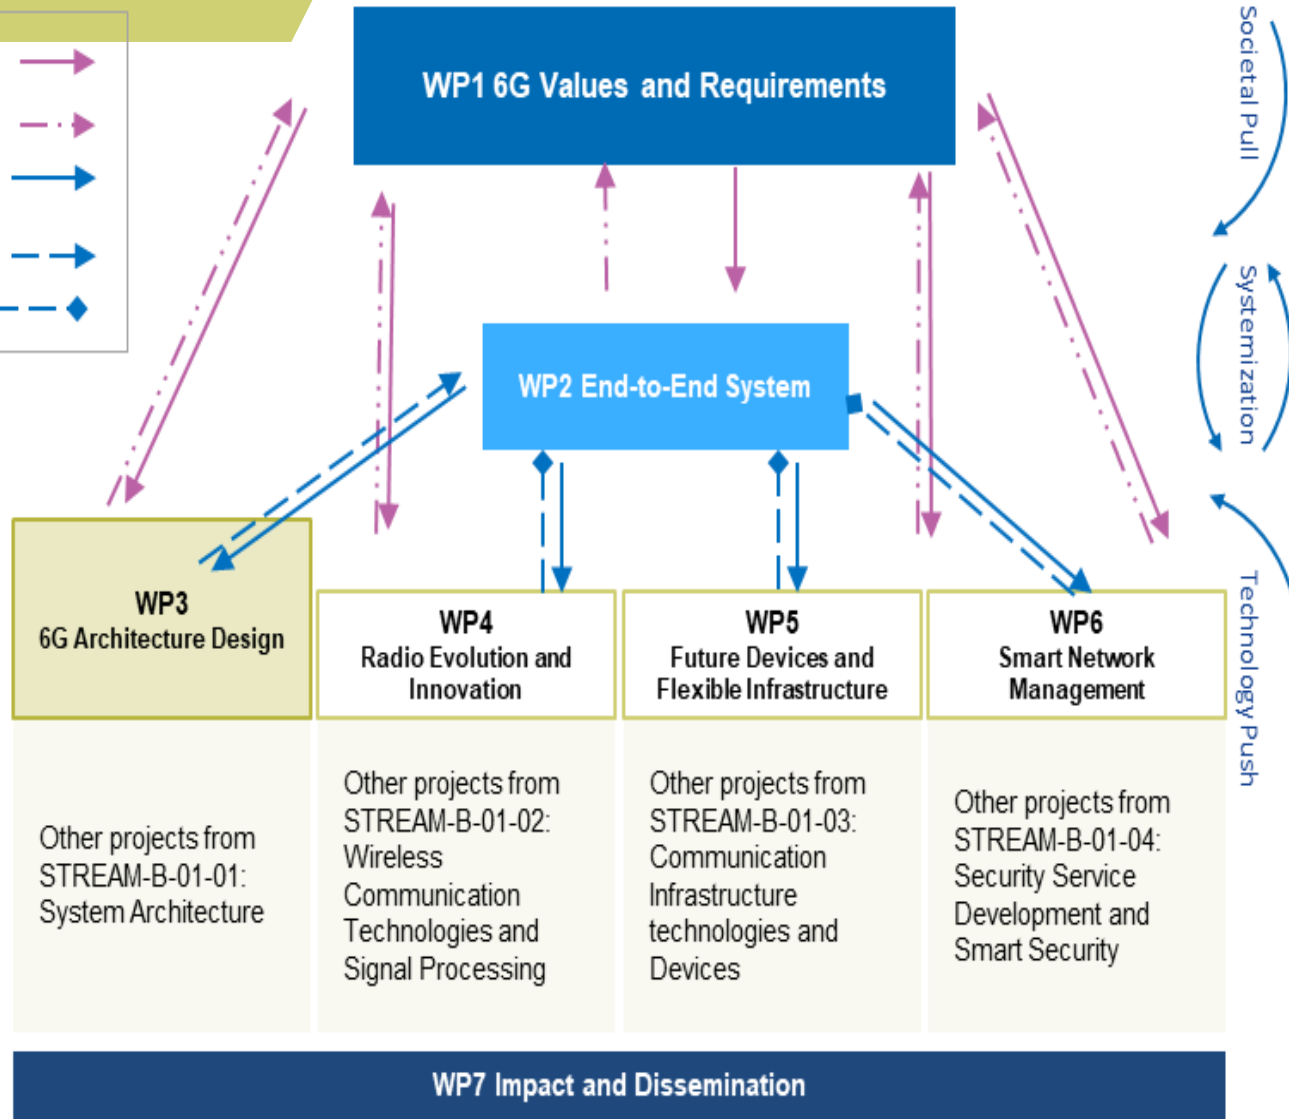 WP1 6G Values and Requirements
Societal Pull
Systemization
Technology Push
WP2 End-to-End System
WP3
6G Architecture Design
WP4
Radio Evolution and
Innovation
WP5
Future Devices and
Flexible Infrastructure
WP6
Smart Network
Management
Other projects from
STREAM-B-01-01:
System Architecture
Other projects from
STREAM-B-01-02:
Wireless
Communication
Technologies and
Signal Processing
Other projects from
STREAM-B-01-03:
Communication
Infrastructure
technologies and
Devices
Other projects from
STREAM-B-01-04:
Security Service
Development and
Smart Security
WP7 Impact and Dissemination